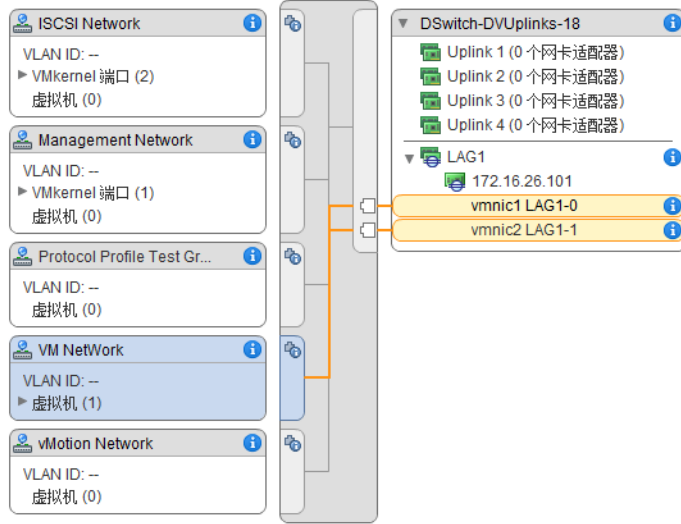 ISCSI Network
VLAN ID: --
VMkernel 端口 (2)
虚拟机 (0)
Management Network
VLAN ID: --
VMkernel 端口 (1)
虚拟机 (0)
Protocol Profile Test Gr...
VLAN ID: --
虚拟机 (0)
VM NetWork
VLAN ID: --
虚拟机 (1)
vMotion Network
VLAN ID: --
虚拟机 (0)
DSwitch-DVUplinks-18
Uplink 1 (0 个网卡适配器)
Uplink 2 (0 个网卡适配器)
Uplink 3 (0 个网卡适配器)
Uplink 4 (0 个网卡适配器)
LAG1
172.16.26.101
vmnic1 LAG1-0
vmnic2 LAG1-1